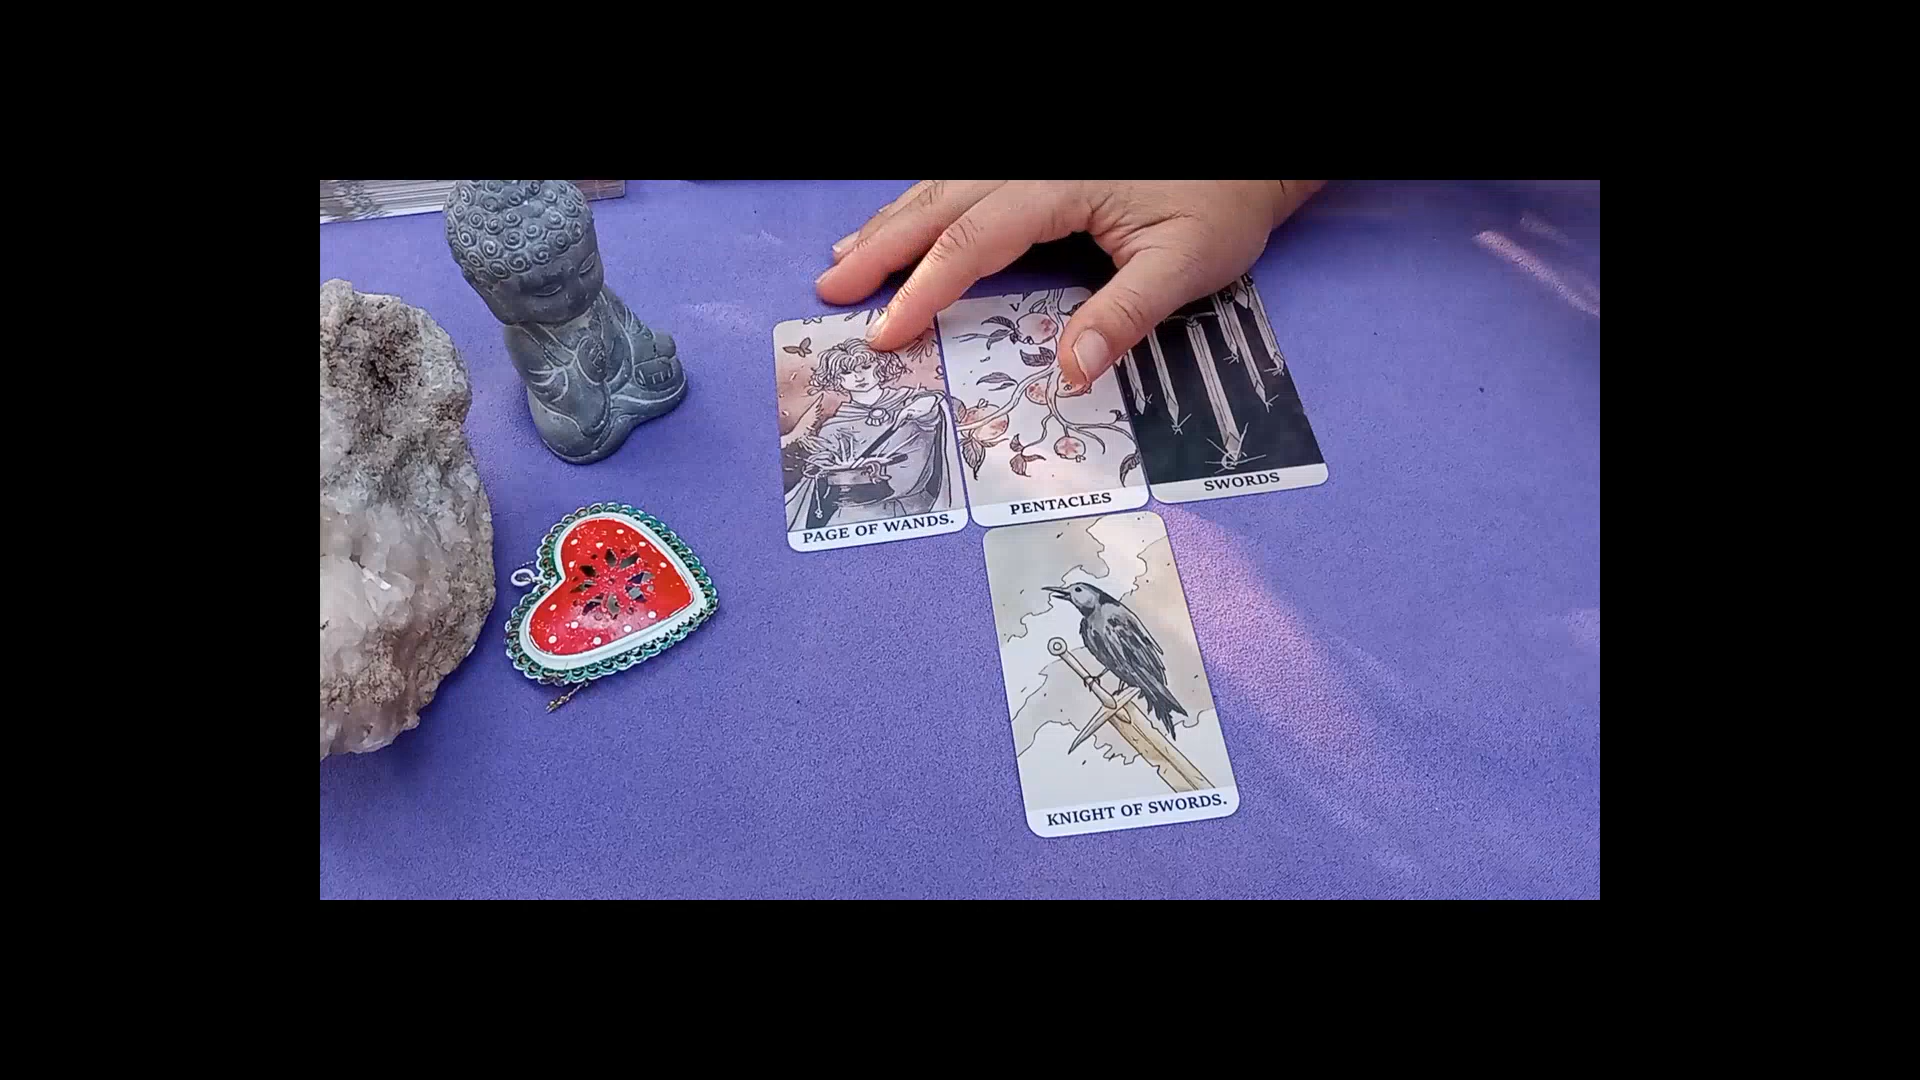 V
PENTACLES
SWORDS
PAGE OF WANDS.
KNIGHT OF SWORDS.